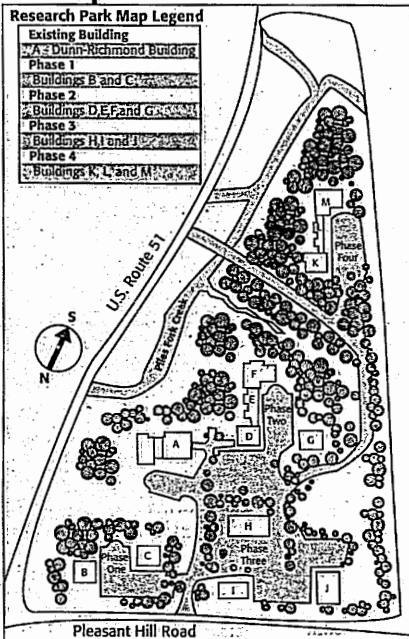 Research Park Map Legend
Existing Building
A - Dunn-Richmond Building
Phase 1
Buildings B and C
Phase 2
Buildings D,E,F and G
Phase 3
Buildings H, I and J
Phase 4
Buildings K, L, and M
M
K
Phase
Four
U.S. Route 51
Piles Fork Creek
S
N
F
E
Phase
Two
D
G
A
H
Phase
One
C
B
Phase
Three
I
J
Pleasant Hill Road